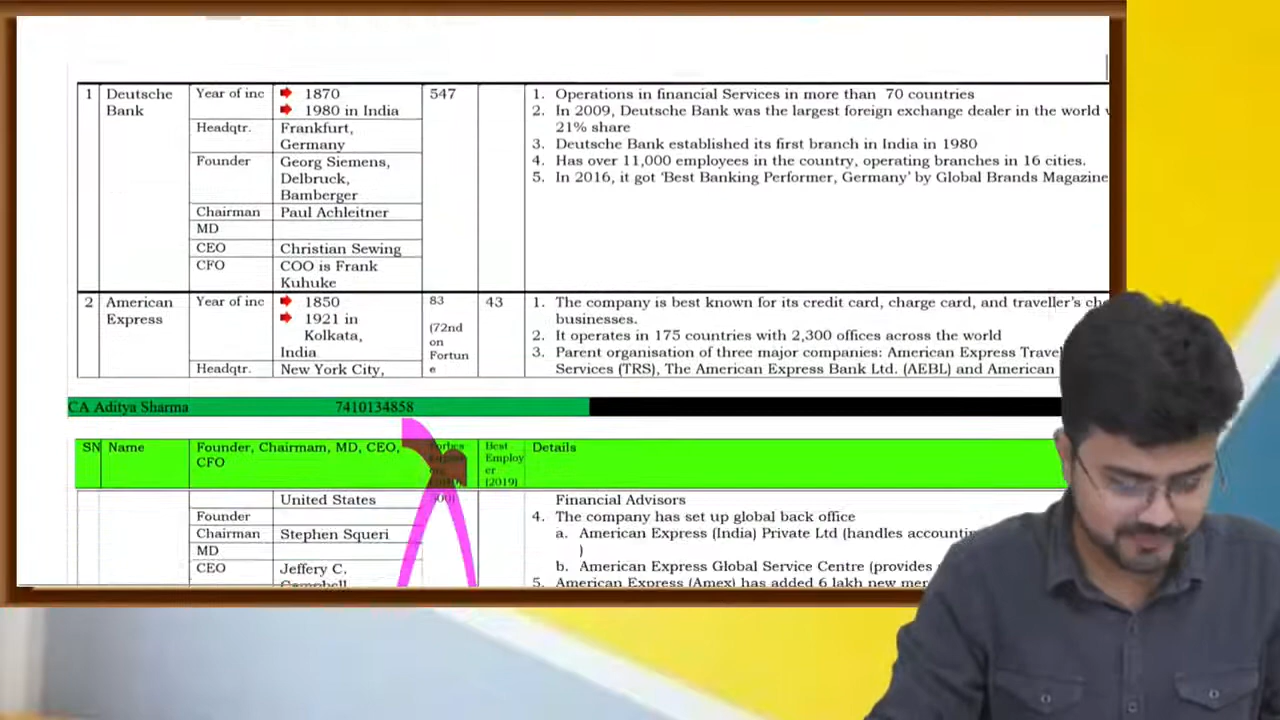 1 Deutsche Bank Year of inc 1870 547 1. Operations in financial Services in more than 70 countries
1980 in India 2. In 2009, Deutsche Bank was the largest foreign exchange dealer in the world
Headqtr. Frankfurt, Germany 21% share
3. Deutsche Bank established its first branch in India in 1980
Founder Georg Siemens, Delbruck, Bamberger 4. Has over 11,000 employees in the country, operating branches in 16 cities.
5. In 2016, it got ‘Best Banking Performer, Germany’ by Global Brands Magazine
Chairman Paul Achleitner
MD
CEO Christian Sewing
CFO COO is Frank Kuhuke
2 American Express Year of inc 1850 83 43 1. The company is best known for its credit card, charge card, and traveller’s
1921 in Kolkata, India (72nd on Fortune businesses.
2. It operates in 175 countries with 2,300 offices across the world
3. Parent organisation of three major companies: American Express
Headqtr. New York City, Services (TRS), The American Express Bank Ltd. (AEBL) and American
CA Aditya Sharma 7410134858
SN Name Founder, Chairmam, MD, CEO, CFO Best Employer (2019) Details
United States Financial Advisors
Founder 4. The company has set up global back office
Chairman Stephen Squeri a. American Express (India) Private Ltd (handles
MD )
CEO Jeffery C. Campbell b. American Express Global Service Centre (provides
5. American Express (Amex) has added 6 lakh new